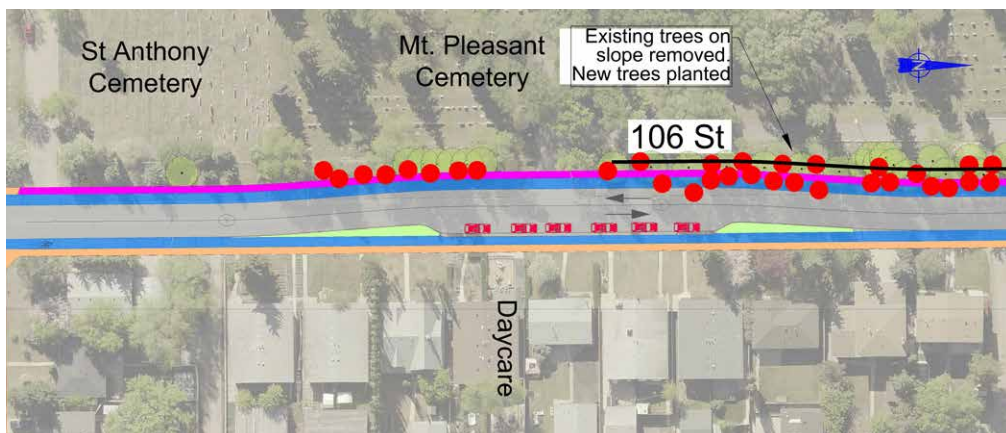 St Anthony
Cemetery
Mt. Pleasant
Cemetery
Existing trees on
slope removed.
New trees planted
N
106 St
Daycare